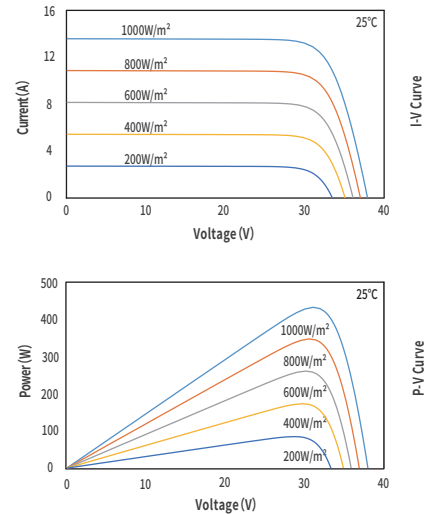 16
25℃
1000W/m²
12
800W/m²
Current(A)
I-V Curve
600W/m²
8
400W/m²
4
200W/m²
0
0 10 20 30 40
Voltage(V)
500
25℃
400
1000W/m²
300
800W/m²
Power(W)
P-V Curve
600W/m²
200
400W/m²
100
200W/m²
0
0 10 20 30 40
Voltage(V)